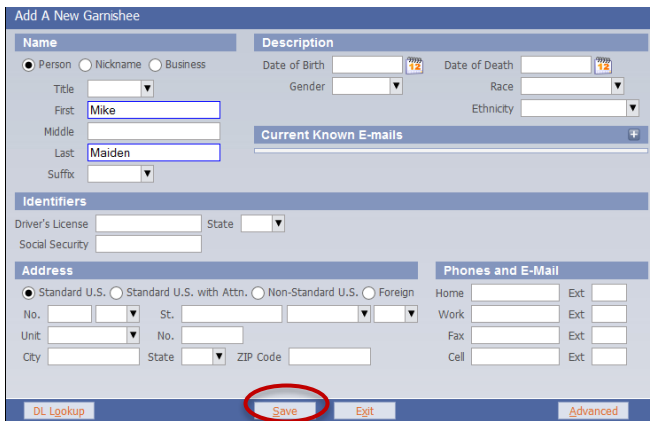 Add A New Garnishee
Name
Person Nickname Business
Title
First Mike
Middle
Last Maiden
Suffix
Description
Date of Birth 12 Date of Death 12
Gender Race
Ethnicity
Current Known E-mails +
Identifiers
Driver's License State
Social Security
Address
Standard U.S. Standard U.S. with Attn. Non-Standard U.S. Foreign
No. St.
Unit No.
City State ZIP Code
Phones and E-Mail
Home Ext
Work Ext
Fax Ext
Cell Ext
DL Lookup Save Exit Advanced